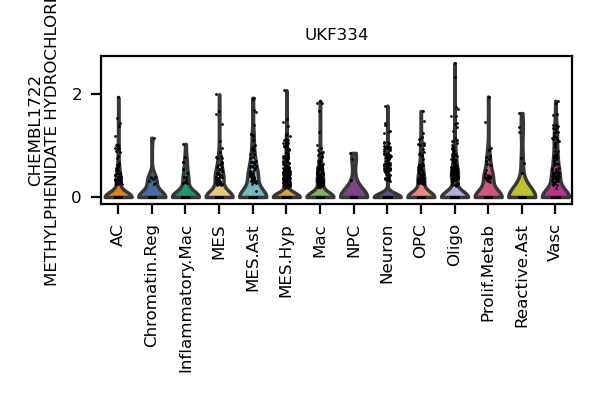 UKF334
CHEMBL1722
METHYLPHENIDATE HYDROCHLORI
2
0
AC
Chromatin.Reg
Inflammatory.Mac
MES
MES.Ast
MES.Hyp
Mac
NPC
Neuron
OPC
Oligo
Prolif.Metab
Reactive.Ast
Vasc